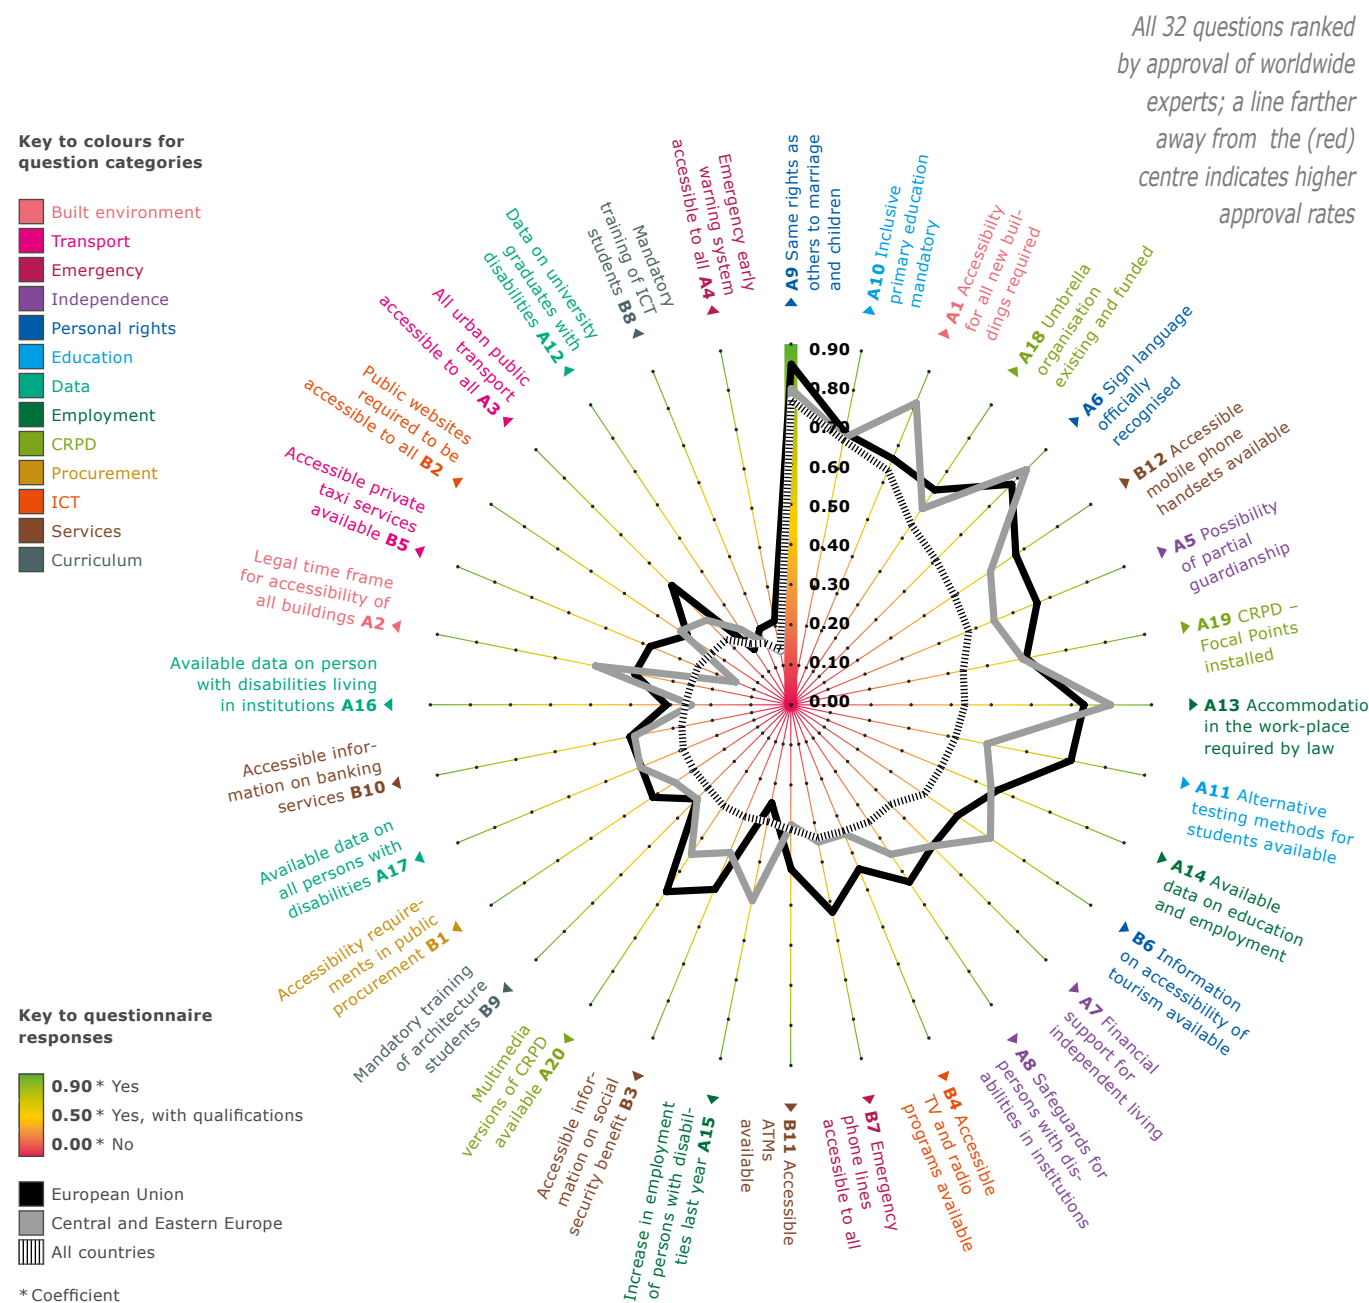 All 32 questions ranked
by approval of worldwide
experts; a line farther
away from the (red)
centre indicates higher
approval rates
Key to colours for
question categories
Built environment
Transport
Emergency
Independence
Personal rights
Education
Data
Employment
CRPD
Procurement
ICT
Services
Curriculum
A9 Same rights as
others to marriage
and children
A10 Inclusive
primary education
mandatory
A1 Accessibilty
for all new buil-
dings required
A18 Umbrella
organisation
existing and funded
A6 Sign language
officially
recognised
B12 Accessible
mobile phone
handsets available
A5 Possibility
of partial
guardianship
A19 CRPD –
Focal Points
installed
A13 Accommodatio
in the work-place
required by law
A11 Alternative
testing methods for
students available
A14 Available
data on education
and employment
B6 Information
on accessibility of
tourism available
A7 Financial
support for
independent living
A8 Safeguards for
persons with dis-
abilities in institutions
B4 Accessible
TV and radio
programs available
B7 Emergency
phone lines
accessible to all
B11 Accessible
ATMs
available
Increase in employment
of persons with disabil-
ties last year A15
Accessible infor-
mation on social
security benefit B3
Multimedia
versions of CRPD
available A20
Mandatory training
of architecture
students B9
Accessibility require-
ments in public
procurement B1
Available data on
all persons with
disabilities A17
Accessible infor-
mation on banking
services B10
Available data on person
with disabilities living
in institutions A16
Legal time frame
for accessibility of
all buildings A2
Accessible private
taxi services
available B5
Public websites
required to be
accessible to all B2
All urban public
transport
accessible to all A3
Data on university
graduates with
disabilities A12
Mandatory
training of ICT
students B8
Emergency early
warning system
accessible to all A4
0.90
0.80
0.70
0.60
0.50
0.40
0.30
0.20
0.10
0.00
Key to questionnaire
responses
0.90 * Yes
0.50 * Yes, with qualifications
0.00 * No
European Union
Central and Eastern Europe
All countries
* Coefficient